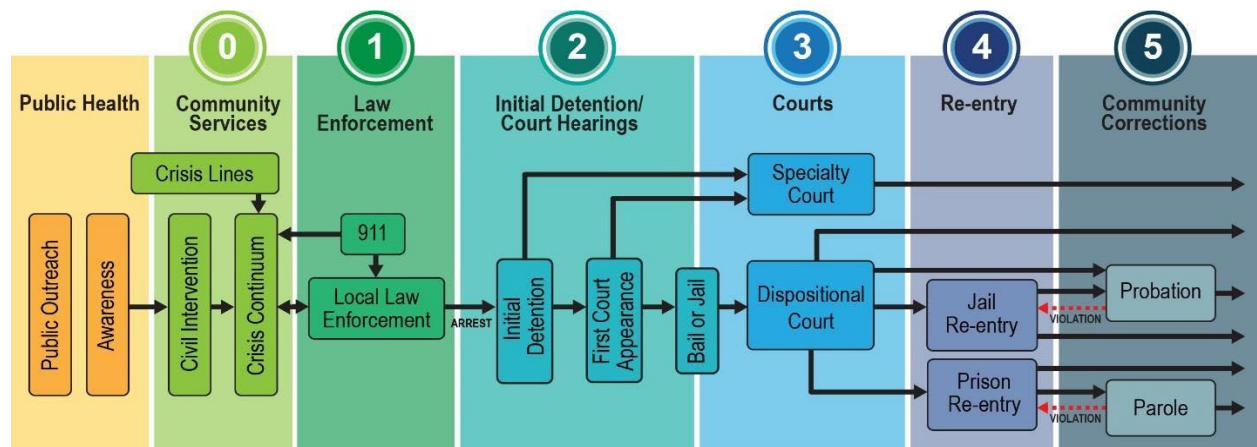 0
1
2
3
4
5
Public Health
Community
Services
Law
Enforcement
Initial Detention/
Court Hearings
Courts
Re-entry
Community
Corrections
Crisis Lines
Public Outreach
Awareness
Civil Intervention
Crisis Continuum
911
Local Law
Enforcement
ARREST
Initial
Detention
First Court
Appearance
Bail or Jail
Specialty
Court
Dispositional
Court
Jail
Re-entry
Prison
Re-entry
VIOLATION
Probation
VIOLATION
Parole